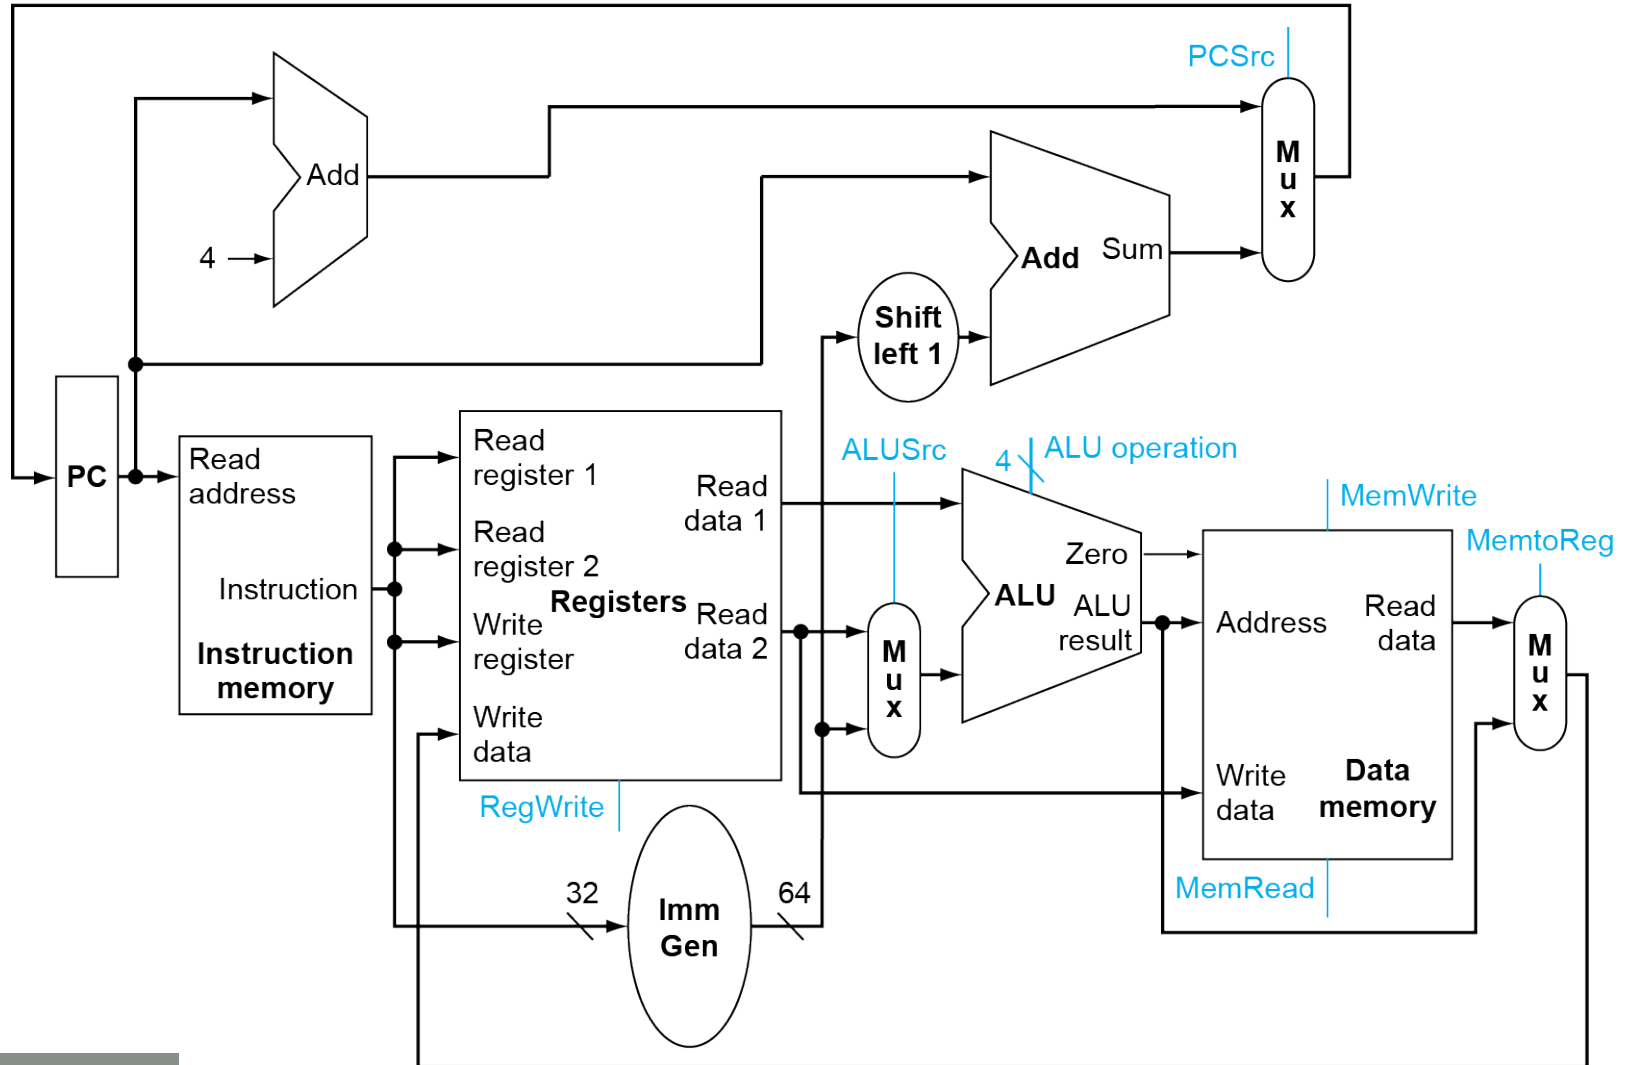 PCSrc
M
u
x
Add
4
Add
Sum
Shift
left 1
PC
Read
address
Instruction
Instruction
memory
Read
register 1
Read
register 2
Write
register
Write
data
Registers
Read
data 1
Read
data 2
RegWrite
ALUSrc
M
u
x
4
ALU operation
Zero
ALU
ALU
result
MemWrite
Address
Read
data
Write
data
Data
memory
MemRead
MemtoReg
M
u
x
32
Imm
Gen
64